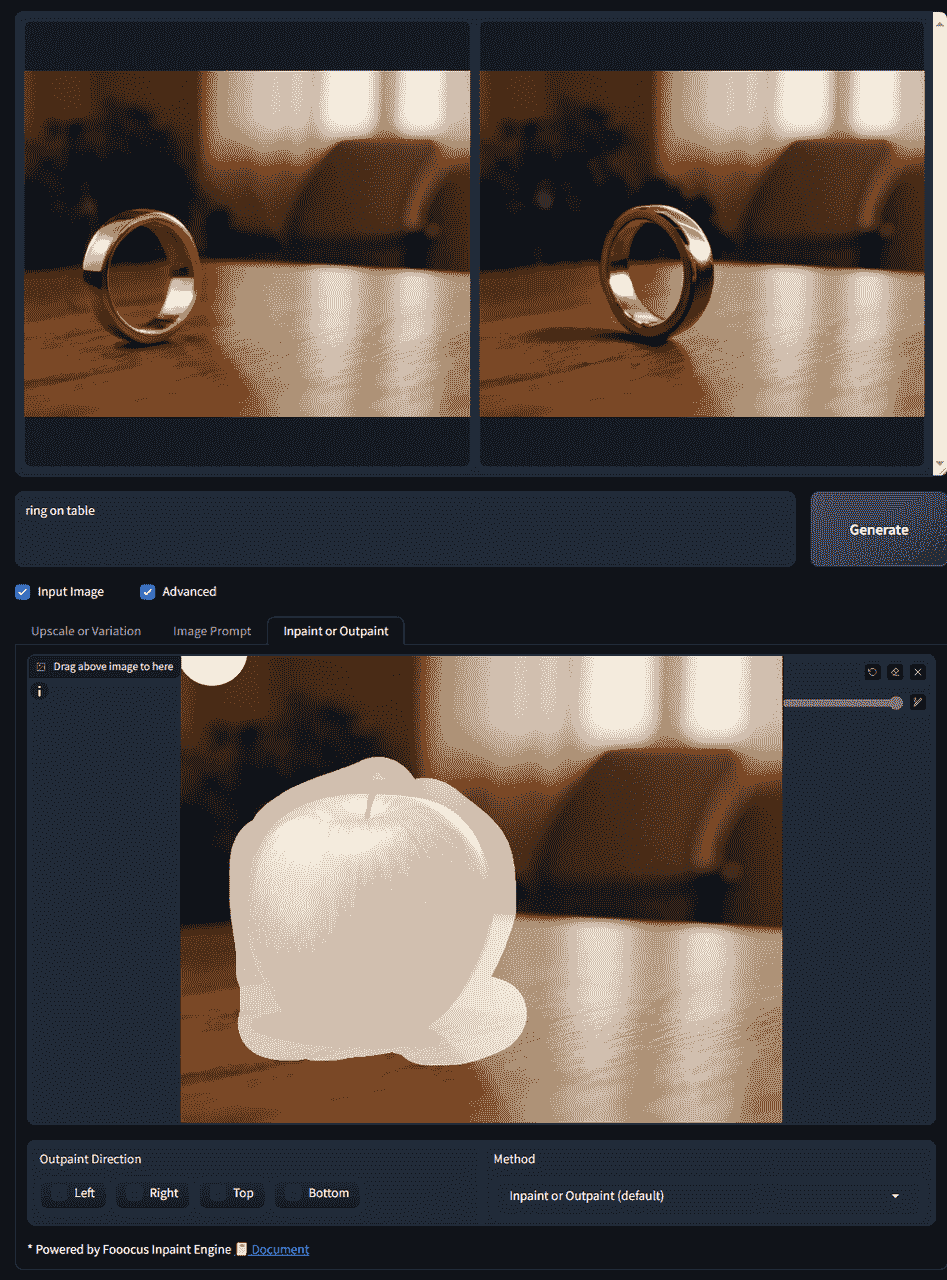 ring on table
Generate
Input Image
Advanced
Upscale or Variation
Image Prompt
Inpaint or Outpaint
Drag above image to here
i
Outpaint Direction
Method
Left
Right
Top
Bottom
Inpaint or Outpaint (default)
* Powered by Fooocus Inpaint Engine Document